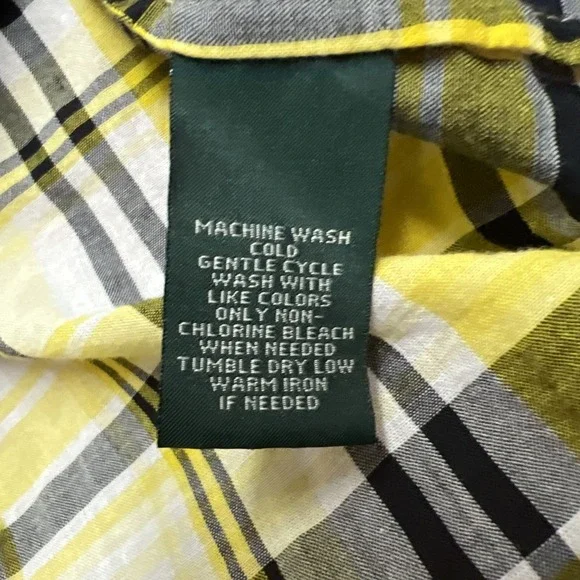 MACHINE WASH
COLD
GENTLE CYCLE
WASH WITH
LIKE COLORS
ONLY NON-
CHLORINE BLEACH
WHEN NEEDED
TUMBLE DRY LOW
WARM IRON
IF NEEDED